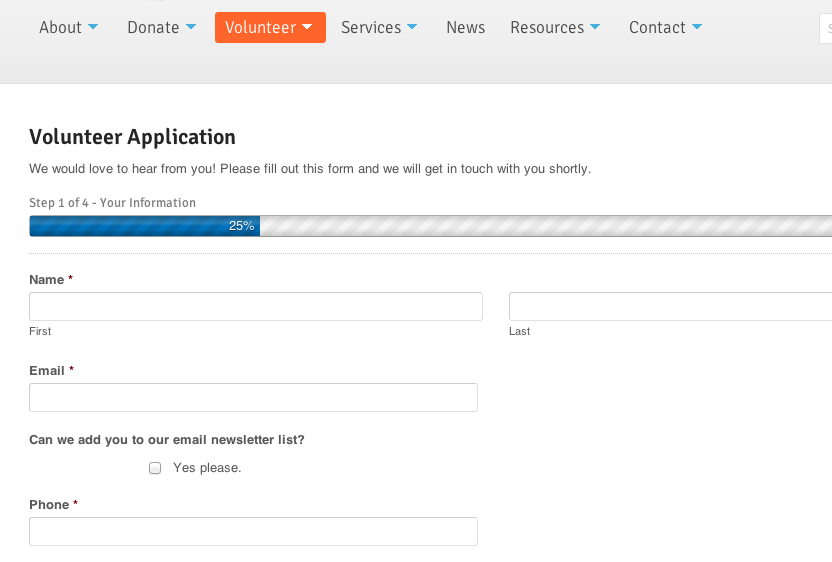 About Donate Volunteer Services News Resources Contact
Volunteer Application
We would love to hear from you! Please fill out this form and we will get in touch with you shortly.
Step 1 of 4 - Your Information
25%
Name *
First Last
Email *
Can we add you to our email newsletter list?
Yes please.
Phone *